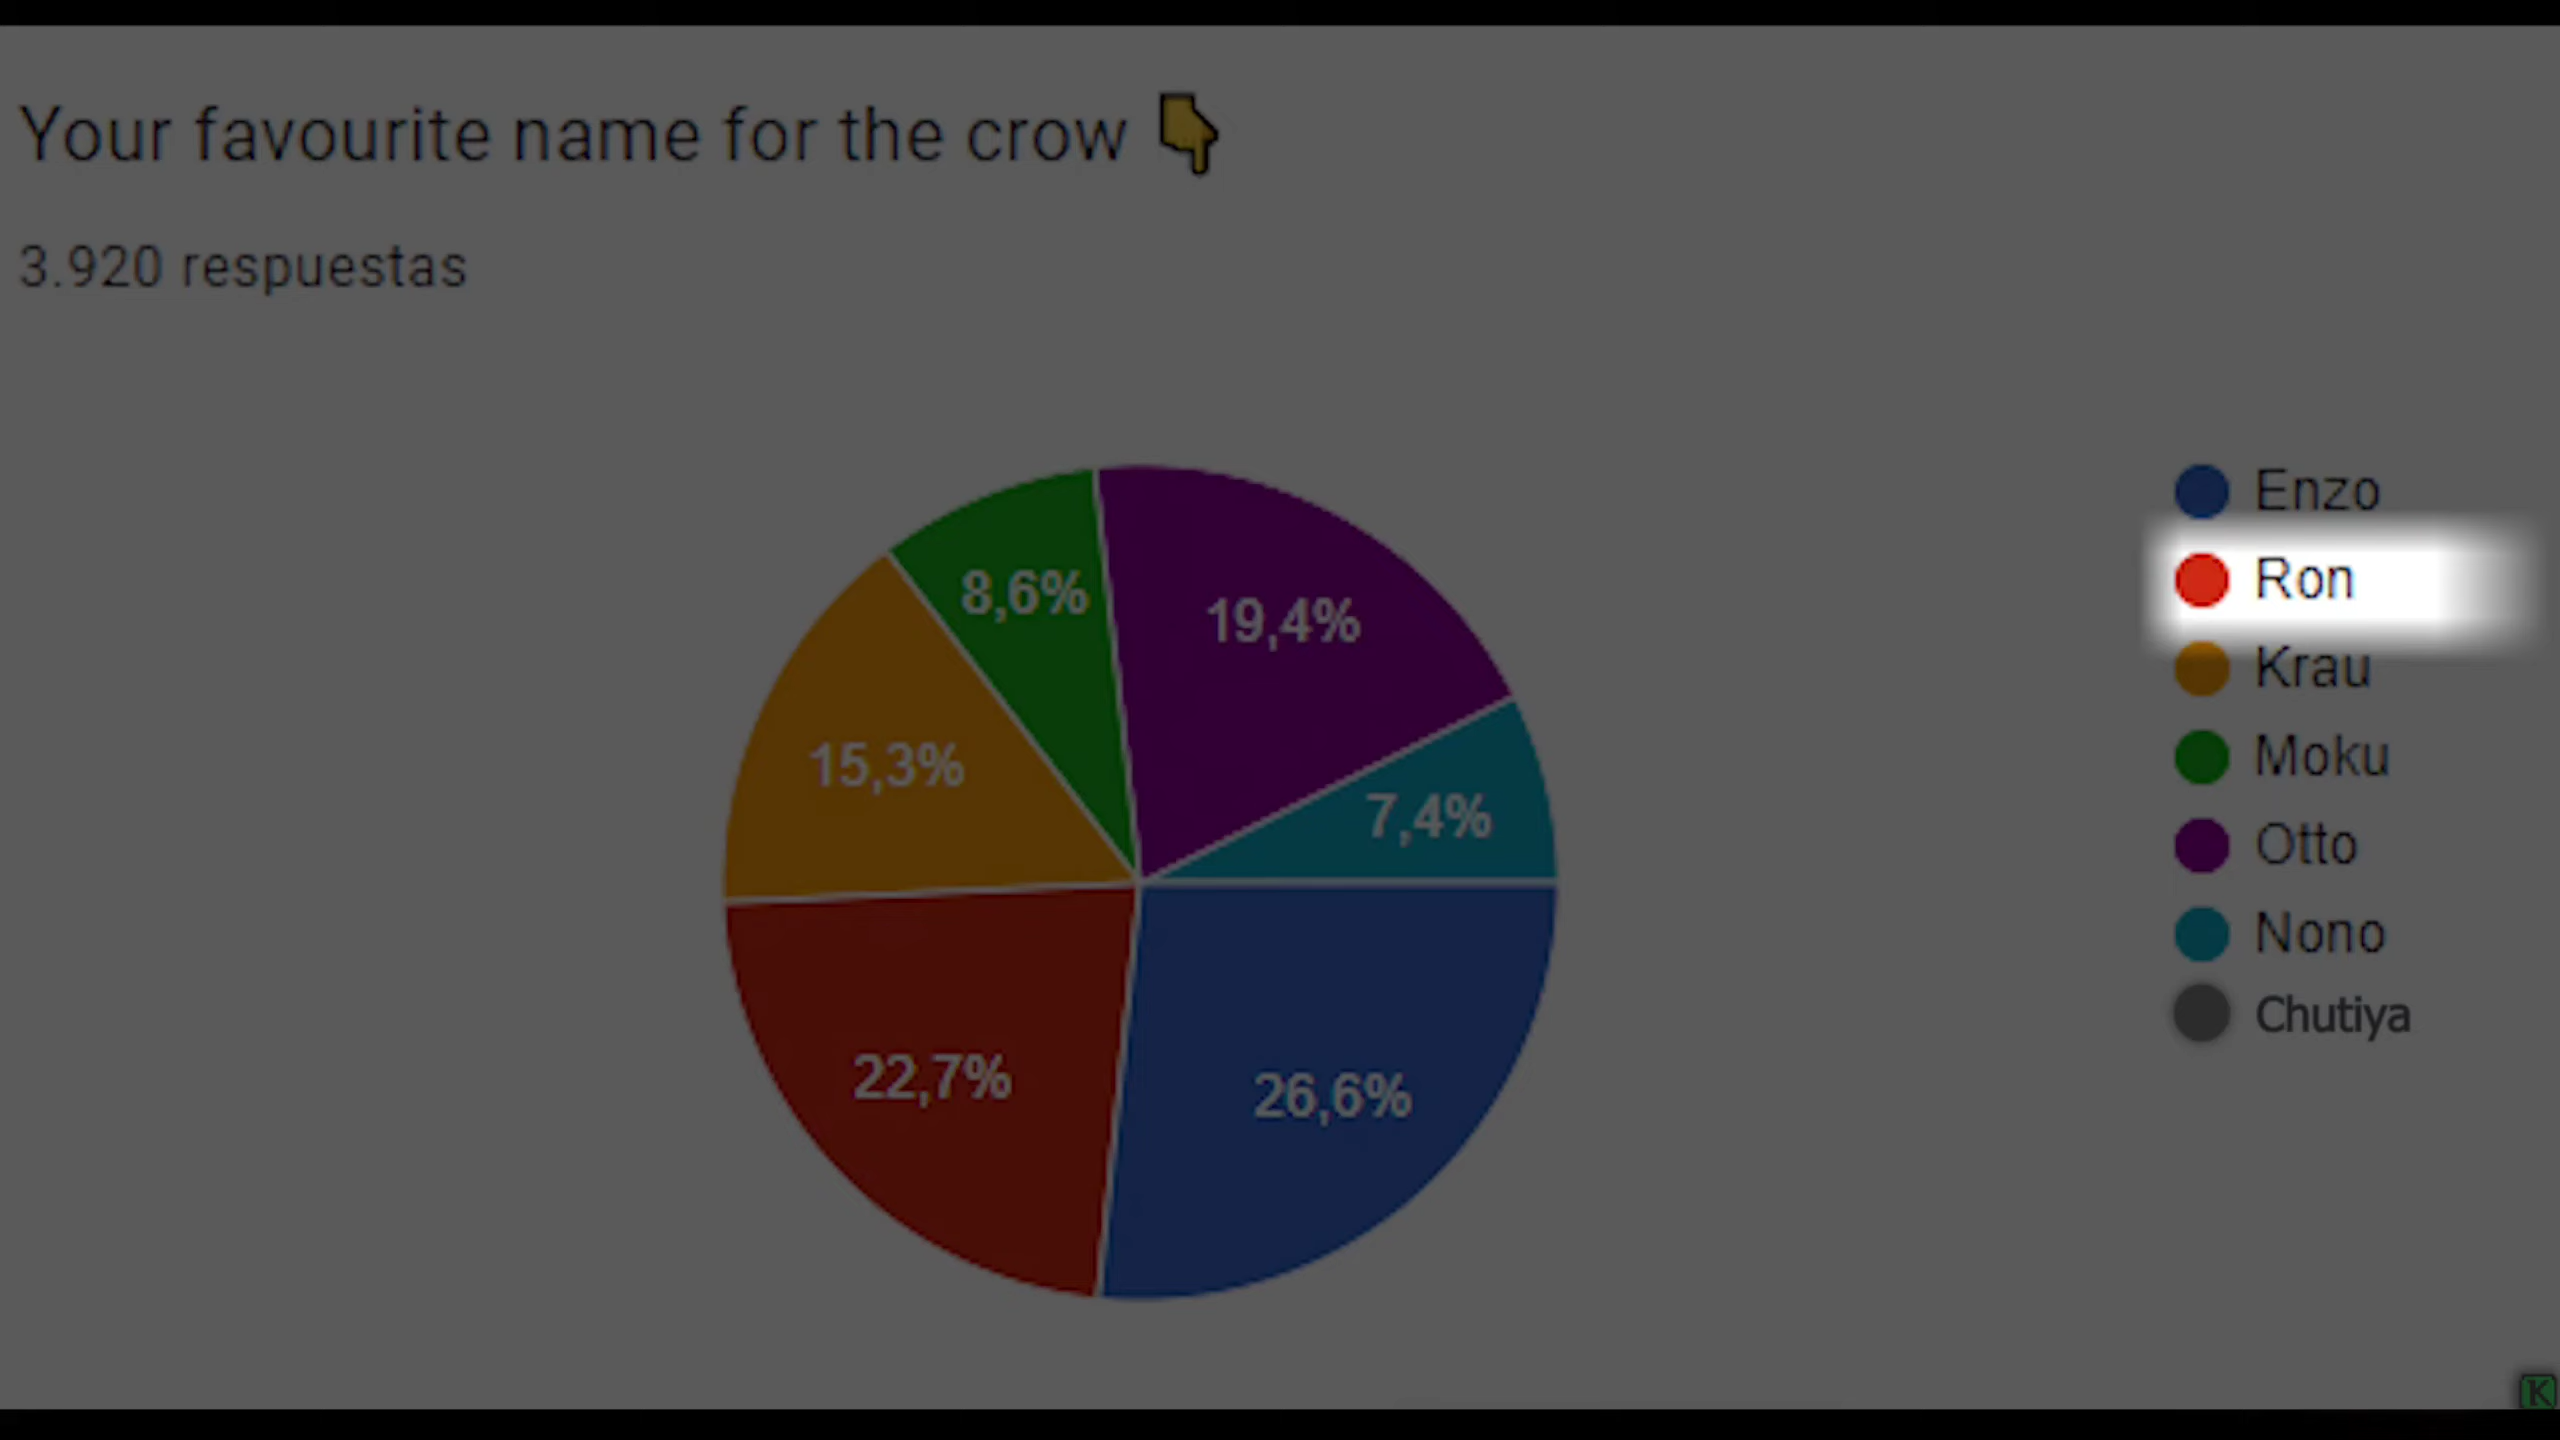 Your favourite name for the crow 👇
3.920 respuestas
Enzo
Ron
Krau
Moku
Otto
Nono
Chutiya
8,6%
19,4%
15,3%
7,4%
22,7%
26,6%
K